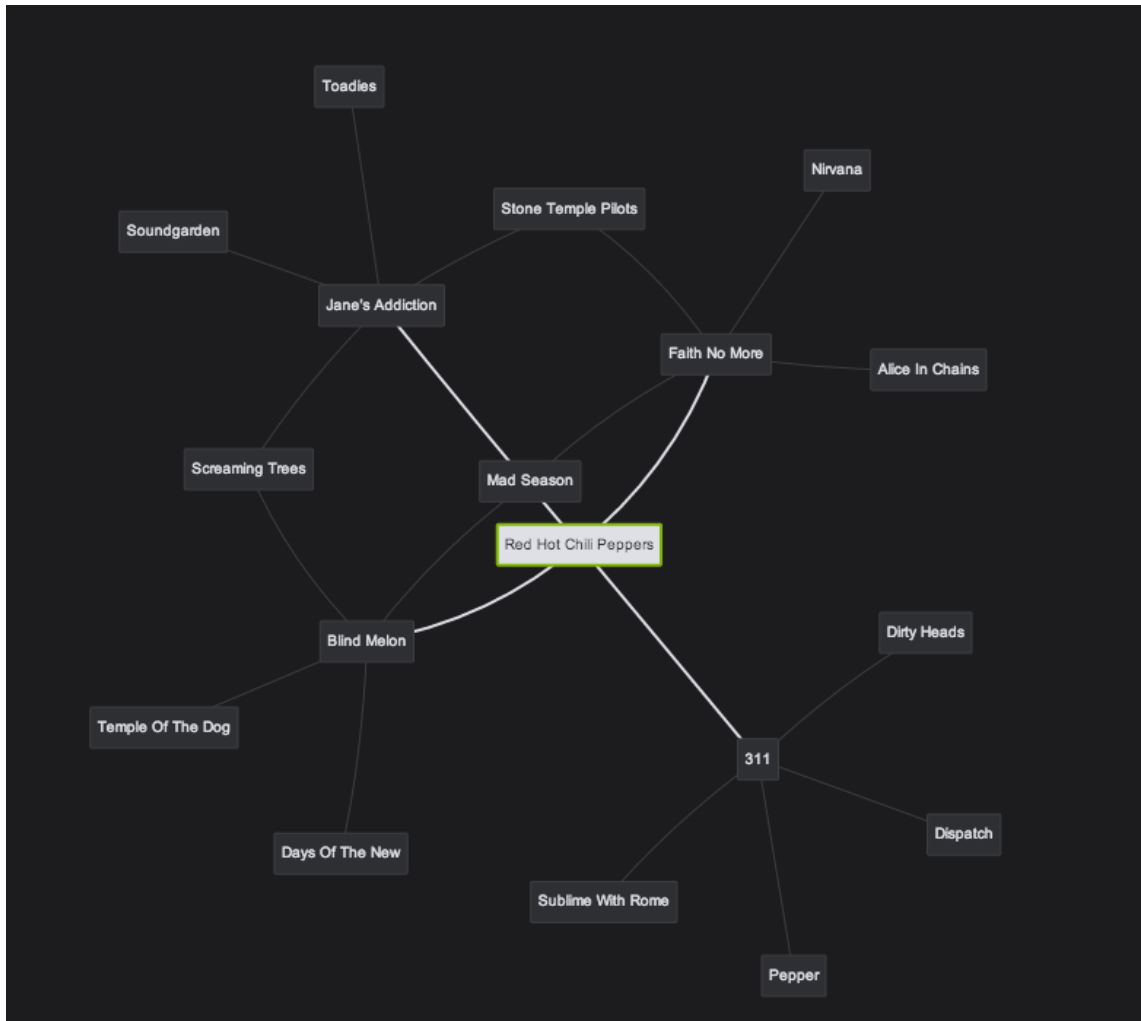 Toadies
Nirvana
Stone Temple Pilots
Soundgarden
Jane's Addiction
Faith No More
Alice In Chains
Screaming Trees
Mad Season
Red Hot Chili Peppers
Dirty Heads
Blind Melon
Temple Of The Dog
311
Dispatch
Days Of The New
Sublime With Rome
Pepper